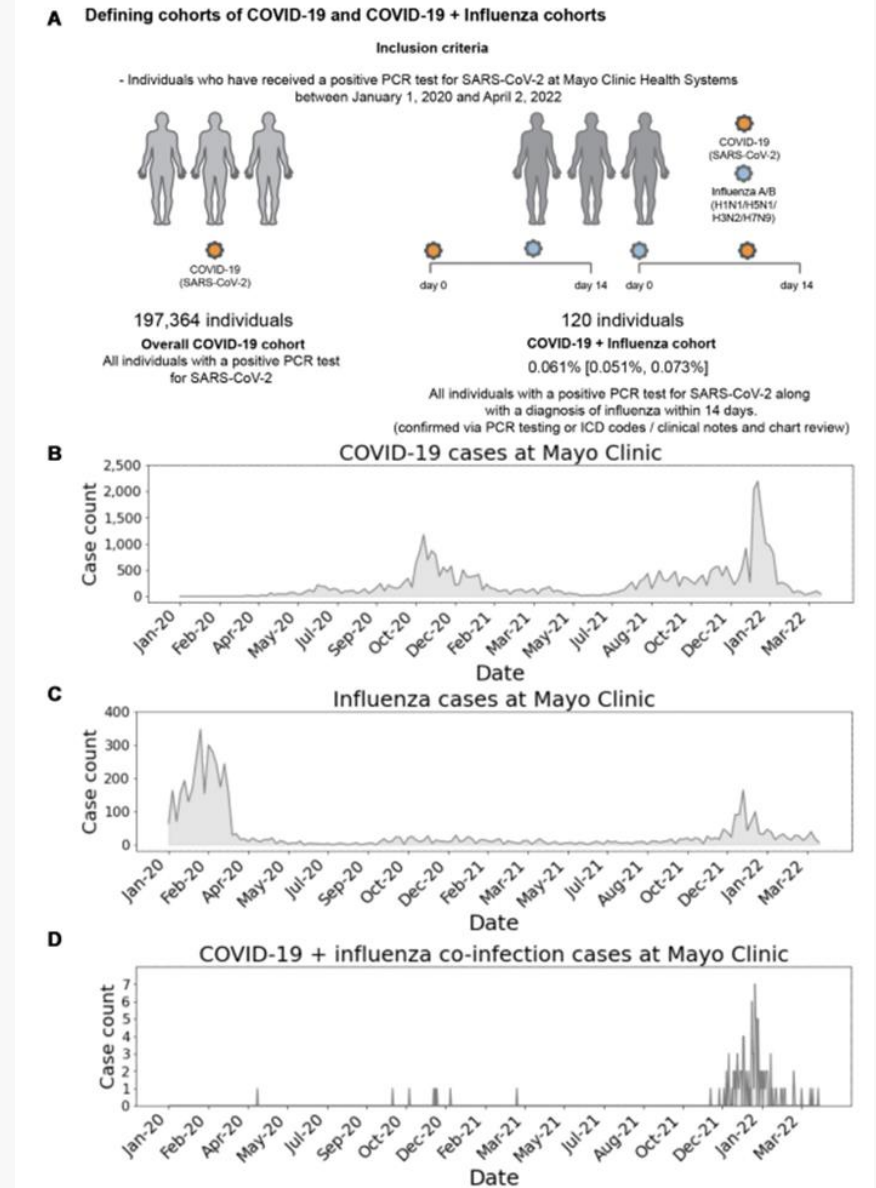 A Defining cohorts of COVID-19 and COVID-19 + Influenza cohorts
Inclusion criteria
- Individuals who have received a positive PCR test for SARS-CoV-2 at Mayo Clinic Health Systems
between January 1, 2020 and April 2, 2022
COVID-19
(SARS-CoV-2)
197,364 individuals
Overall COVID-19 cohort
All individuals with a positive PCR test
for SARS-CoV-2
COVID-19
(SARS-CoV-2)
Influenza A/B
(H1N1/H5N1/
H3N2/H7N9)
day 0 day 14 day 0 day 14
120 individuals
COVID-19 + Influenza cohort
0.061% [0.051%, 0.073%]
All individuals with a positive PCR test for SARS-CoV-2 along
with a diagnosis of influenza within 14 days.
(confirmed via PCR testing or ICD codes / clinical notes and chart review)
B COVID-19 cases at Mayo Clinic
Case count
2,500
2,000
1,500
1,000
500
0
Jan-20 Feb-20 Apr-20 May-20 Jul-20 Sep-20 Oct-20 Dec-20 Feb-21 Mar-21 May-21 Jul-21 Aug-21 Oct-21 Dec-21 Jan-22 Mar-22
Date
C Influenza cases at Mayo Clinic
Case count
400
300
200
100
0
Jan-20 Feb-20 Apr-20 May-20 Jul-20 Sep-20 Oct-20 Dec-20 Feb-21 Mar-21 May-21 Jul-21 Aug-21 Oct-21 Dec-21 Jan-22 Mar-22
Date
D COVID-19 + influenza co-infection cases at Mayo Clinic
Case count
7
6
5
4
3
2
1
0
Jan-20 Feb-20 Apr-20 May-20 Jul-20 Sep-20 Oct-20 Dec-20 Feb-21 Mar-21 May-21 Jul-21 Aug-21 Oct-21 Dec-21 Jan-22 Mar-22
Date